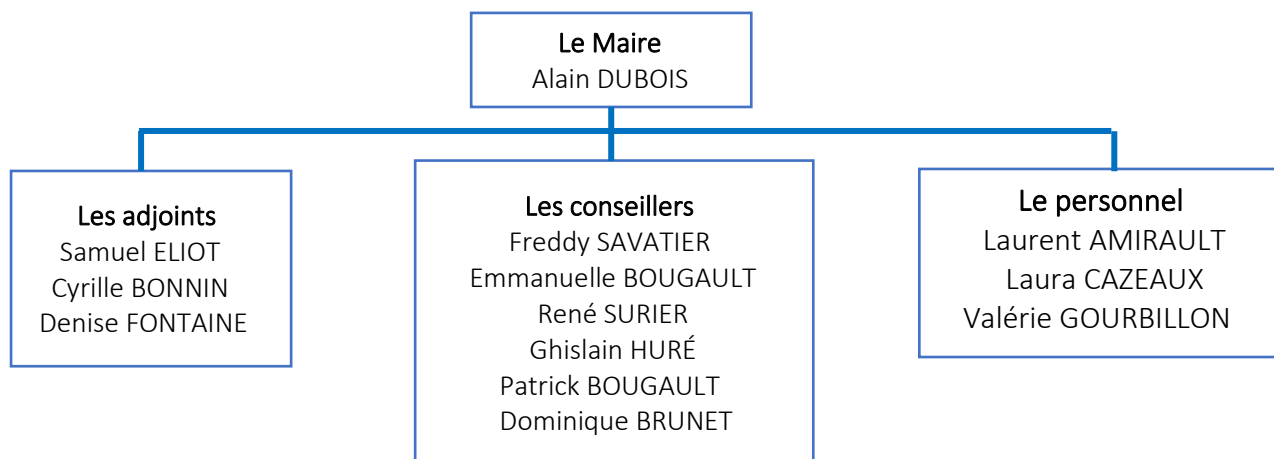 Le Maire
Alain DUBOIS
Les adjoints
Samuel ELIOT
Cyrille BONNIN
Denise FONTAINE
Les conseillers
Freddy SAVATIER
Emmanuelle BOUGAULT
René SURIER
Ghislain HURÉ
Patrick BOUGAULT
Dominique BRUNET
Le personnel
Laurent AMIRAULT
Laura CAZEAUX
Valérie GOURBILLON